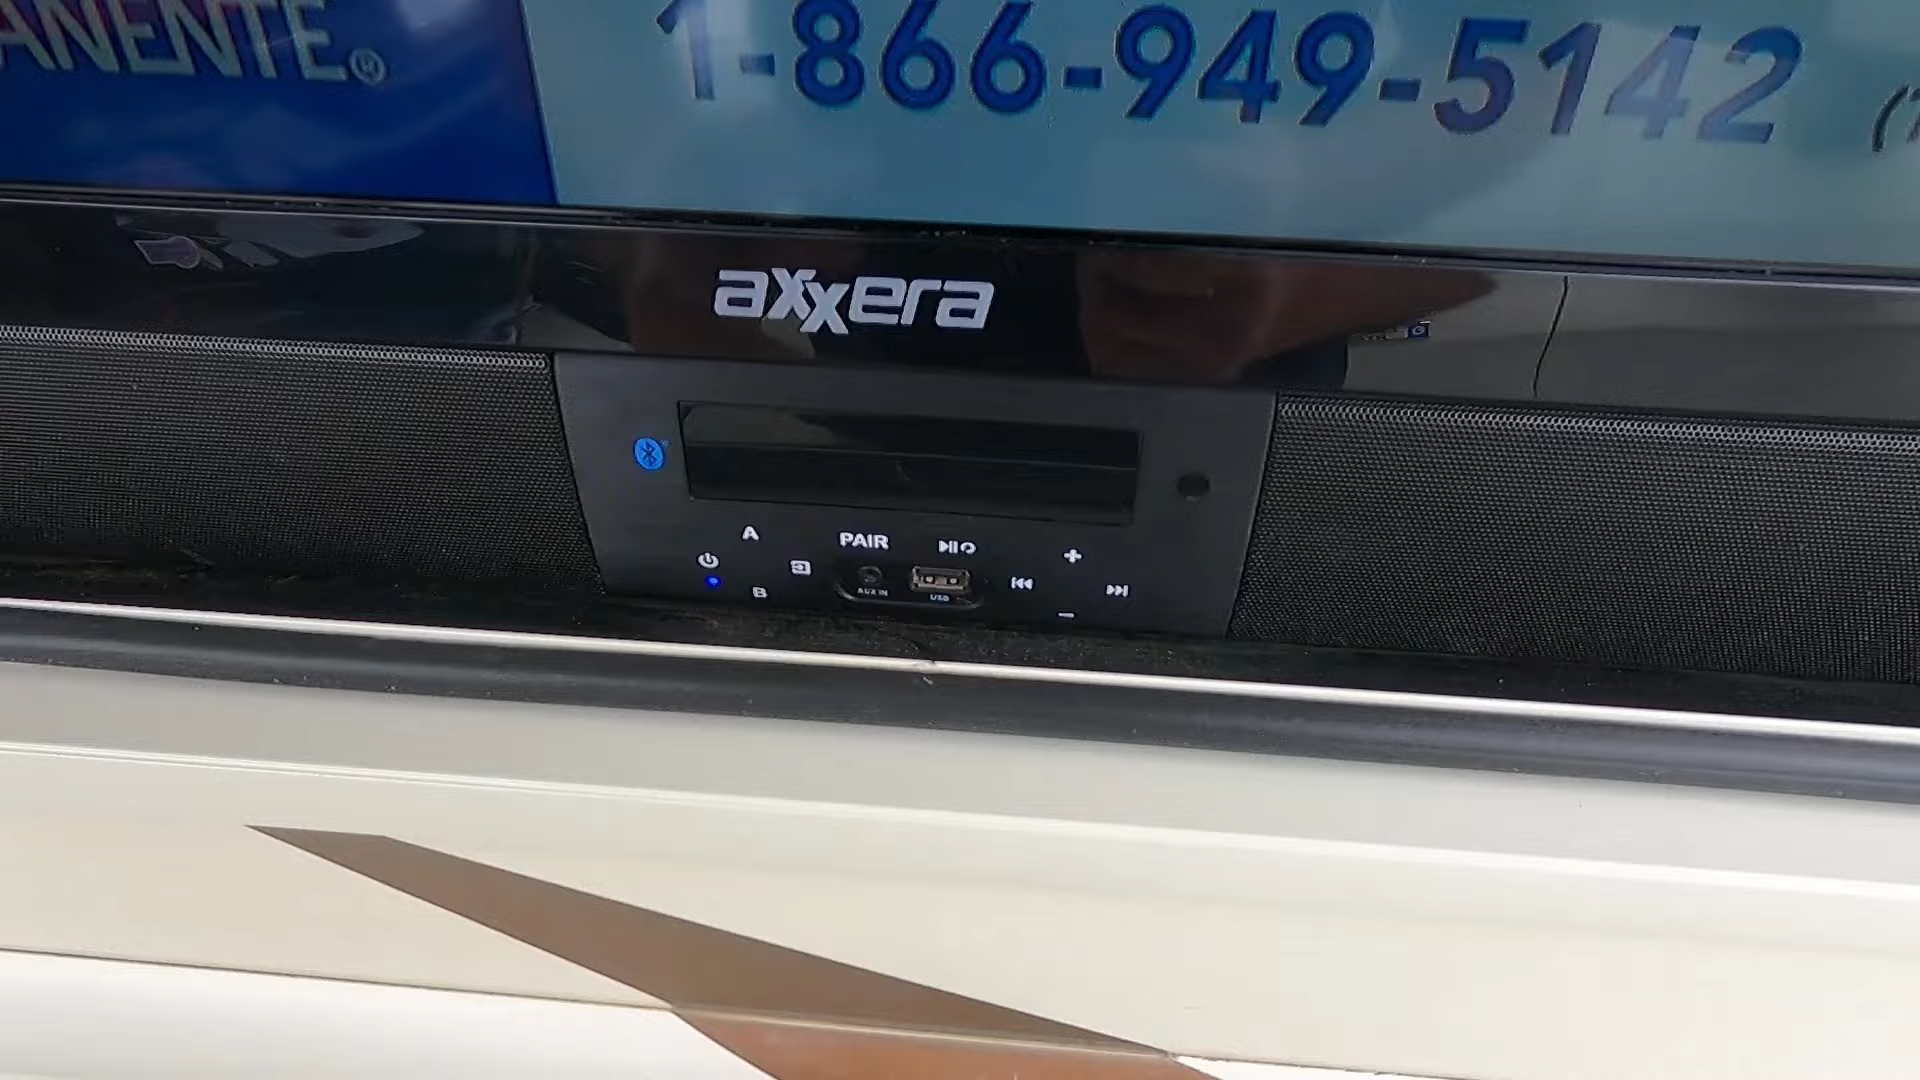 ANENTE®
1-866-949-5142
axxera
A
PAIR
B
AUX IN
USB